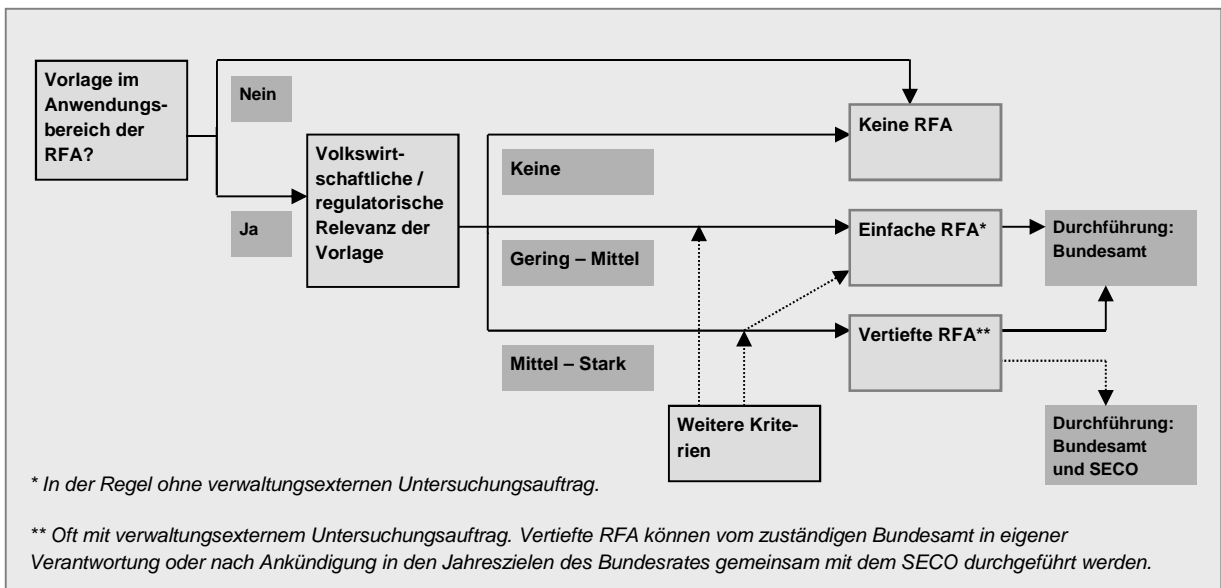 Vorlage im
Anwendungs-
bereich der
RFA?
Nein
Ja
Volkswirt-
schaftliche /
regulatorische
Relevanz der
Vorlage
Keine
Gering – Mittel
Mittel – Stark
Weitere Krite-
rien
Keine RFA
Einfache RFA*
Vertiefte RFA**
Durchführung:
Bundesamt
Durchführung:
Bundesamt
und SECO
* In der Regel ohne verwaltungsexternen Untersuchungsauftrag.
** Oft mit verwaltungsexternem Untersuchungsauftrag. Vertiefte RFA können vom zuständigen Bundesamt in eigener
Verantwortung oder nach Ankündigung in den Jahreszielen des Bundesrates gemeinsam mit dem SECO durchgeführt werden.